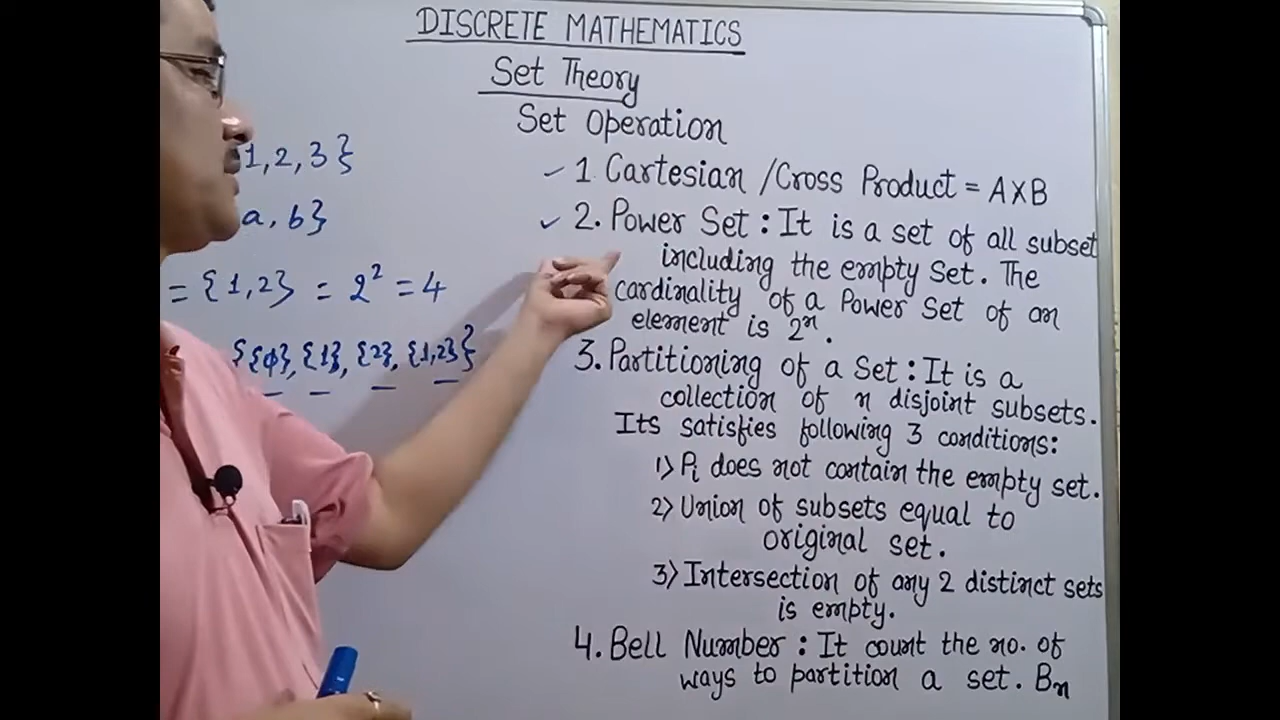 DISCRETE MATHEMATICS
Set Theory
Set Operation
1,2,3}
a, b}
= {1,2} = 2² = 4
{{φ}, {1}, {2}, {1,2}}
1 Cartesian / Cross Product = A×B
2. Power Set : It is a set of all subset
including the empty set. The
cardinality of a Power Set of an
element is 2ⁿ.
3. Partitioning of a Set : It is a
collection of n disjoint subsets.
Its satisfies following 3 conditions:
1) Pᵢ does not contain the empty set.
2) Union of subsets equal to
original set.
3) Intersection of any 2 distinct sets
is empty.
4. Bell Number : It count the no. of
ways to partition a set. Bₙ